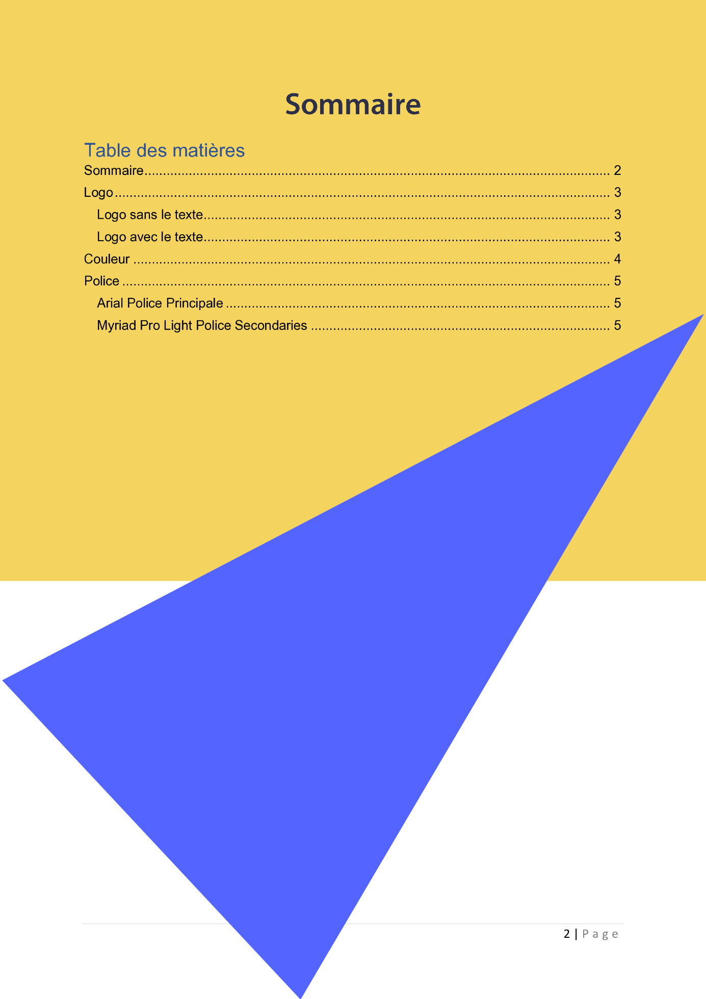 Sommaire
Table des matières
Sommaire.......... 2
Logo.......... 3
Logo sans le texte.......... 3
Logo avec le texte.......... 3
Couleur .......... 4
Police .......... 5
Arial Police Principale .......... 5
Myriad Pro Light Police Secondaries .......... 5
2 | Page